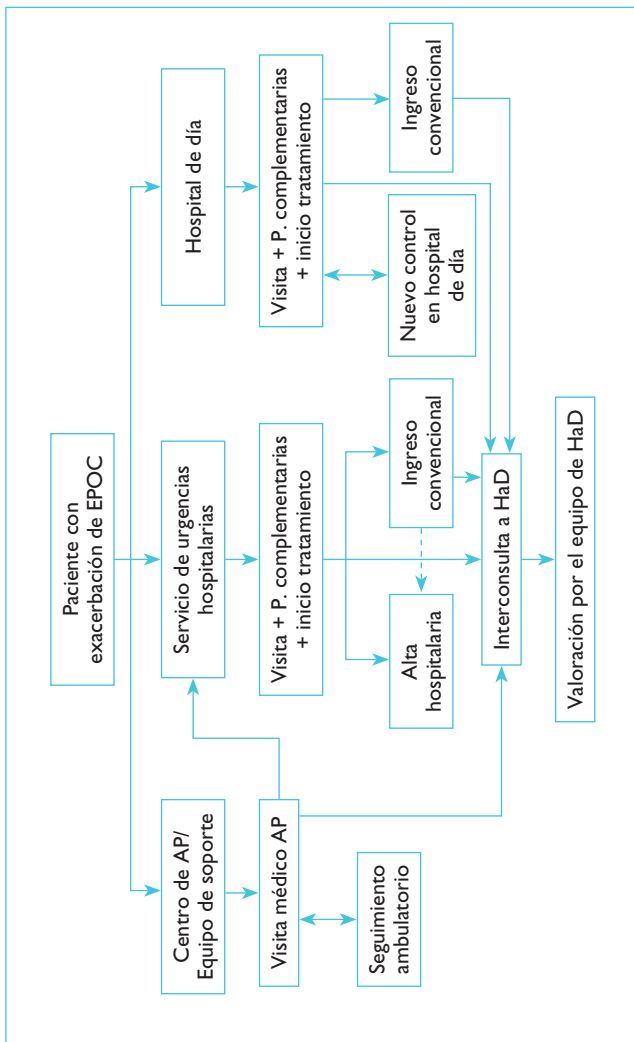 Paciente con
exacerbación de EPOC
Centro de AP/
Equipo de soporte
Servicio de urgencias
hospitalarias
Hospital de día
Visita médico AP
Visita + P. complementarias
+ inicio tratamiento
Visita + P. complementarias
+ inicio tratamiento
Seguimiento
ambulatorio
Alta
hospitalaria
Ingreso
convencional
Nuevo control
en hospital
de día
Ingreso
convencional
Interconsulta a HaD
Valoración por el equipo de HaD